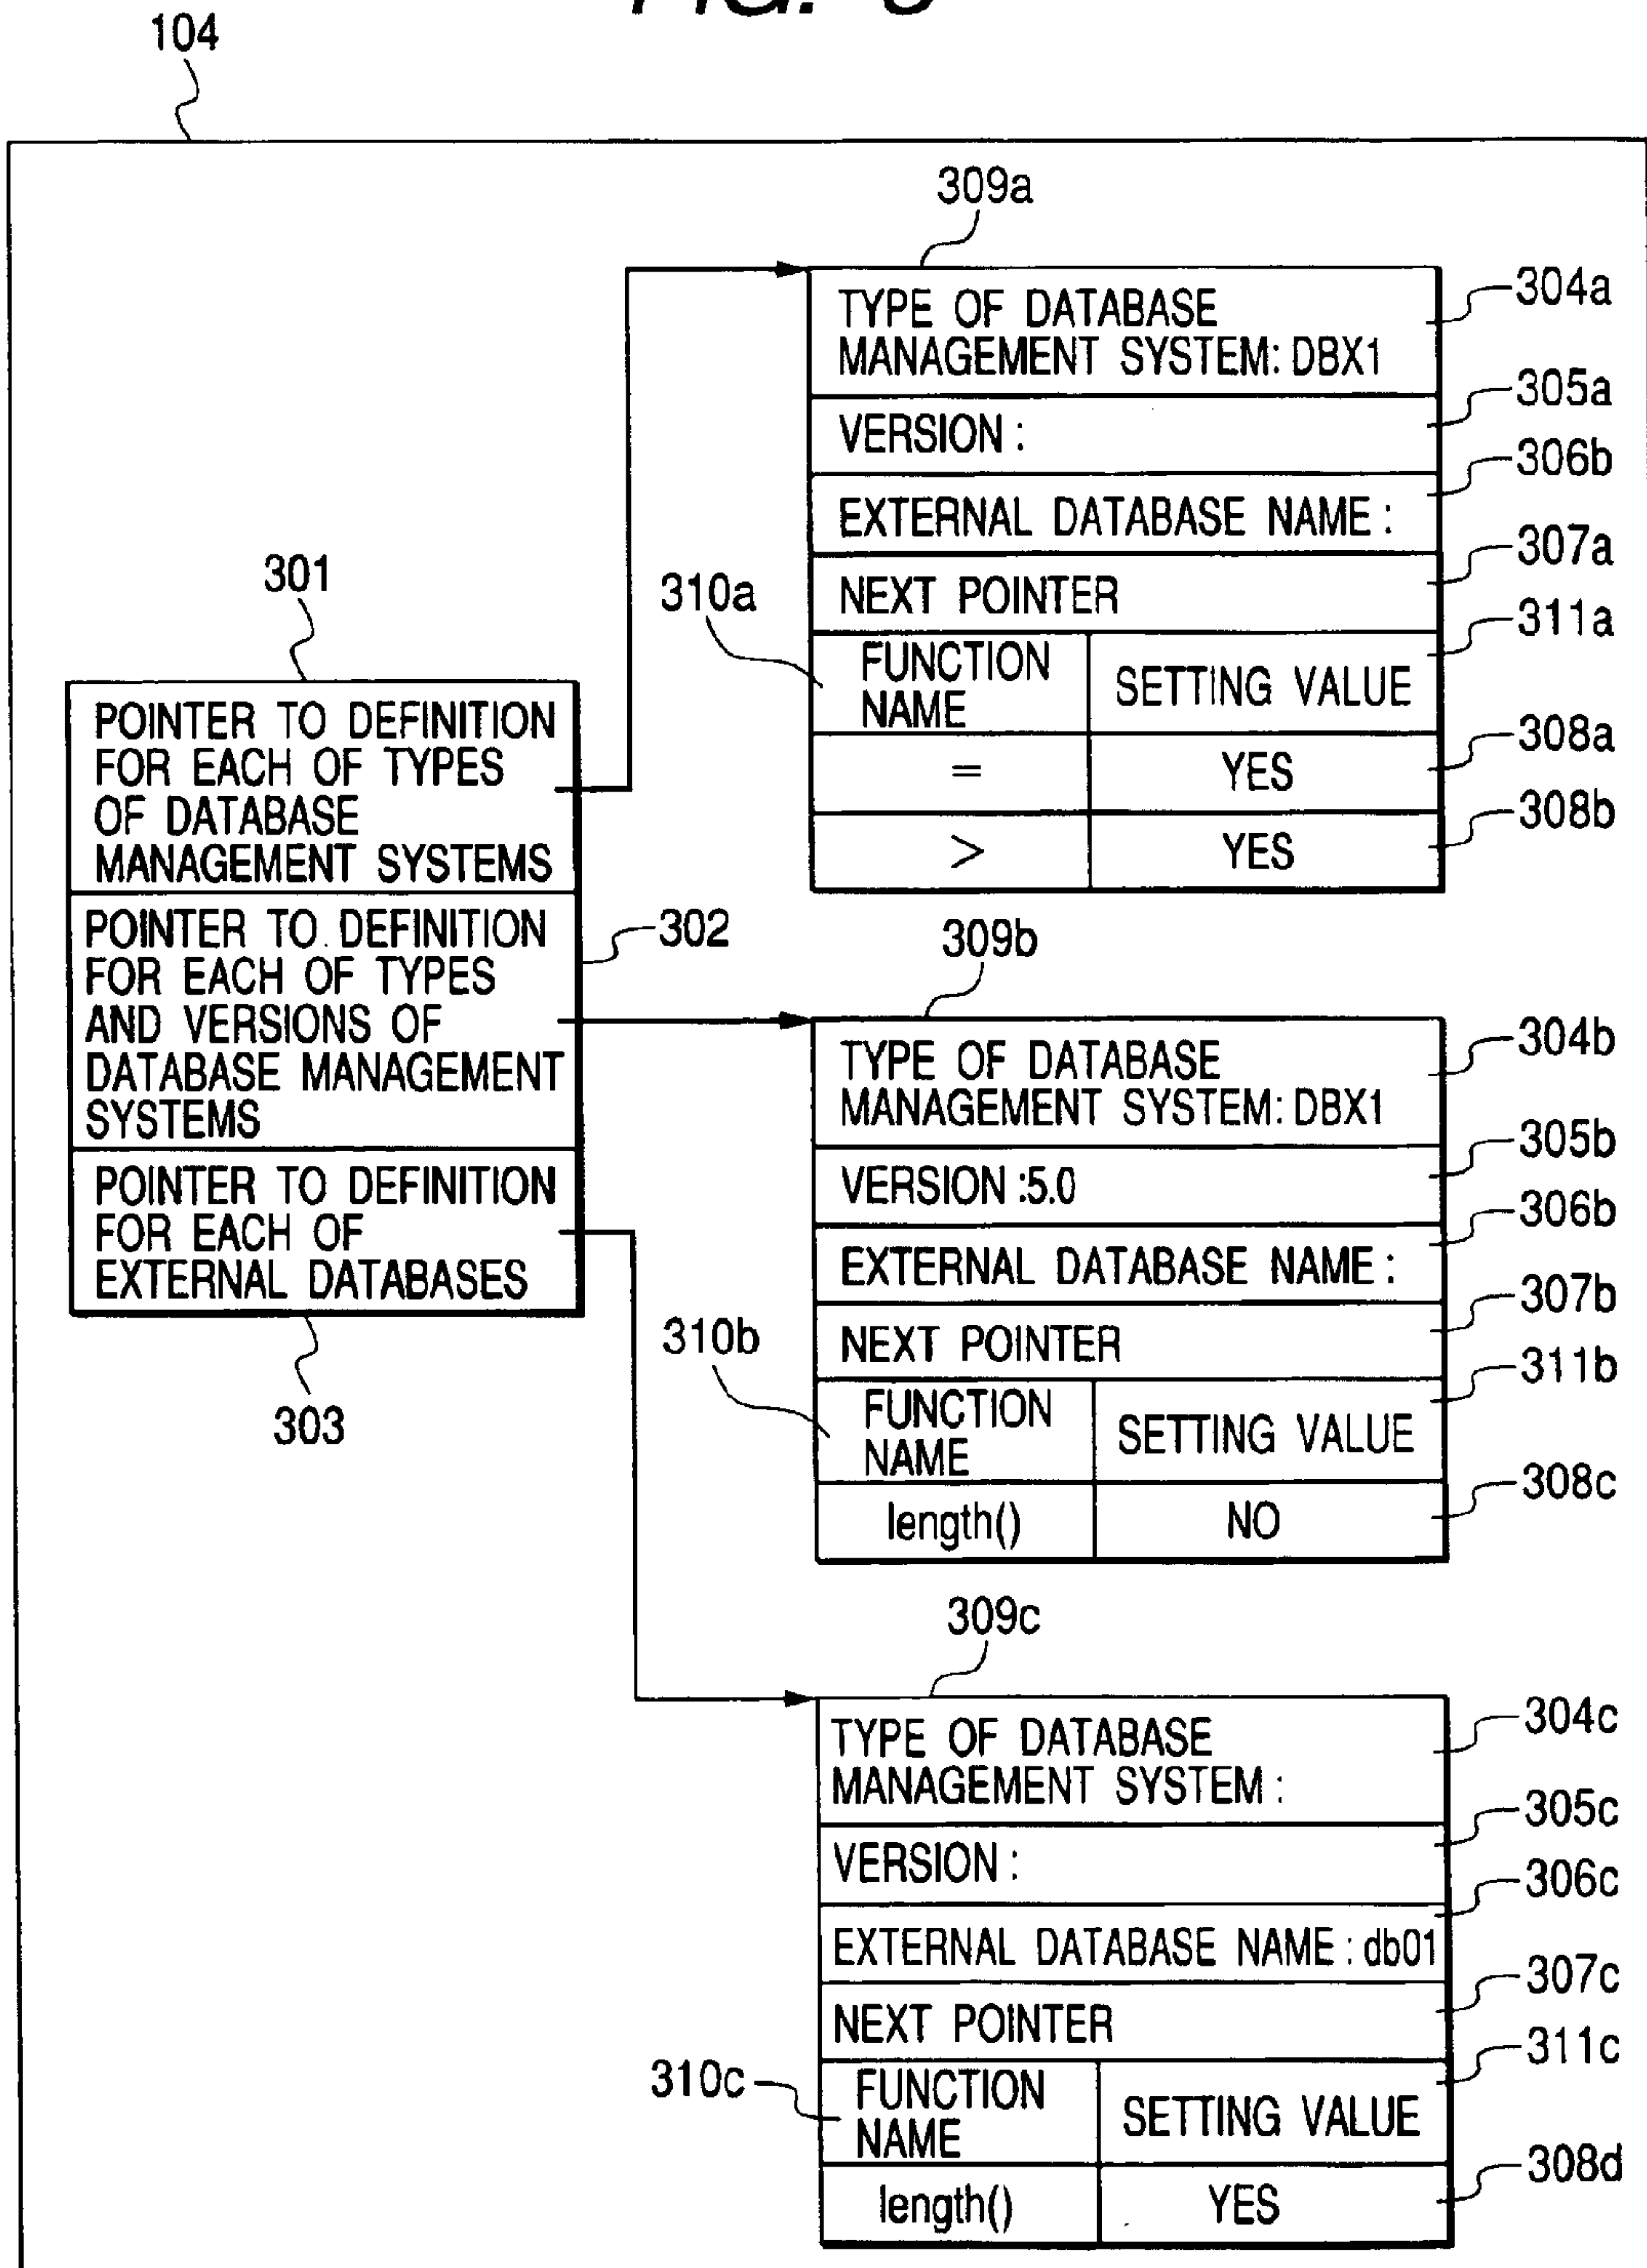 FIG.
104
309a
TYPE OF DATABASE
MANAGEMENT SYSTEM: DBX1
304a
VERSION :
305a
EXTERNAL DATABASE NAME :
306b
NEXT POINTER
307a
310a
FUNCTION
NAME
SETTING VALUE
311a
= YES
308a
> YES
308b
301
POINTER TO DEFINITION
FOR EACH OF TYPES
OF DATABASE
MANAGEMENT SYSTEMS
POINTER TO DEFINITION
FOR EACH OF TYPES
AND VERSIONS OF
DATABASE MANAGEMENT
SYSTEMS
302
POINTER TO DEFINITION
FOR EACH OF
EXTERNAL DATABASES
303
309b
TYPE OF DATABASE
MANAGEMENT SYSTEM: DBX1
304b
VERSION :5.0
305b
EXTERNAL DATABASE NAME :
306b
NEXT POINTER
307b
310b
FUNCTION
NAME
SETTING VALUE
311b
length() NO
308c
309c
TYPE OF DATABASE
MANAGEMENT SYSTEM :
304c
VERSION :
305c
EXTERNAL DATABASE NAME : db01
306c
NEXT POINTER
307c
310c
FUNCTION
NAME
SETTING VALUE
311c
length() YES
308d